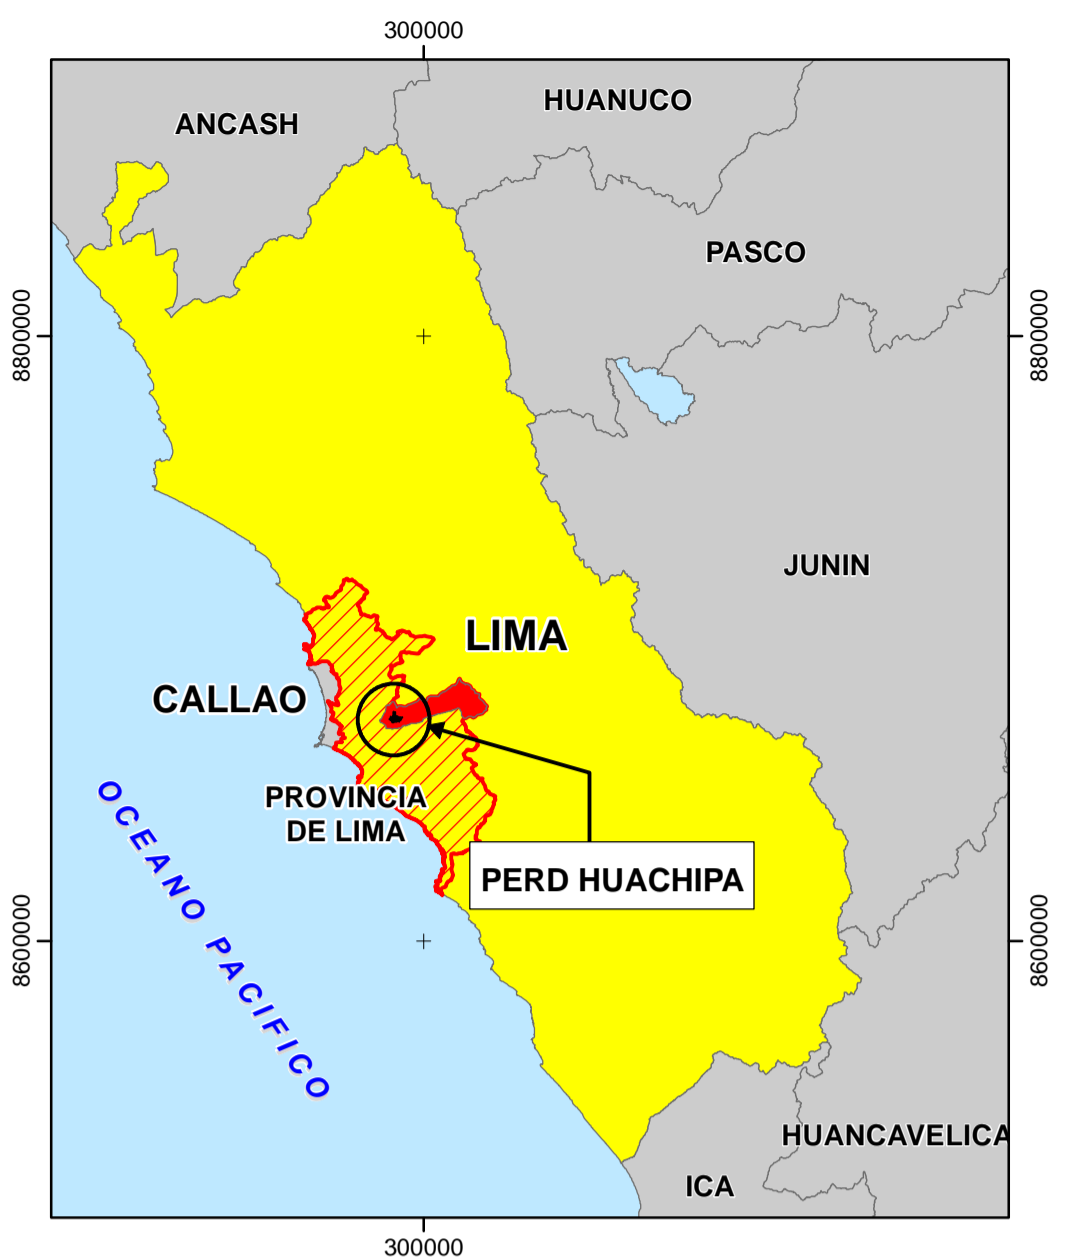 300000
HUANUCO
ANCASH
PASCO
8800000
8800000
JUNIN
LIMA
CALLAO
PROVINCIA
DE LIMA
OCEANO PACIFICO
PERD HUACHIPA
8600000
8600000
HUANCAVELICA
ICA
300000